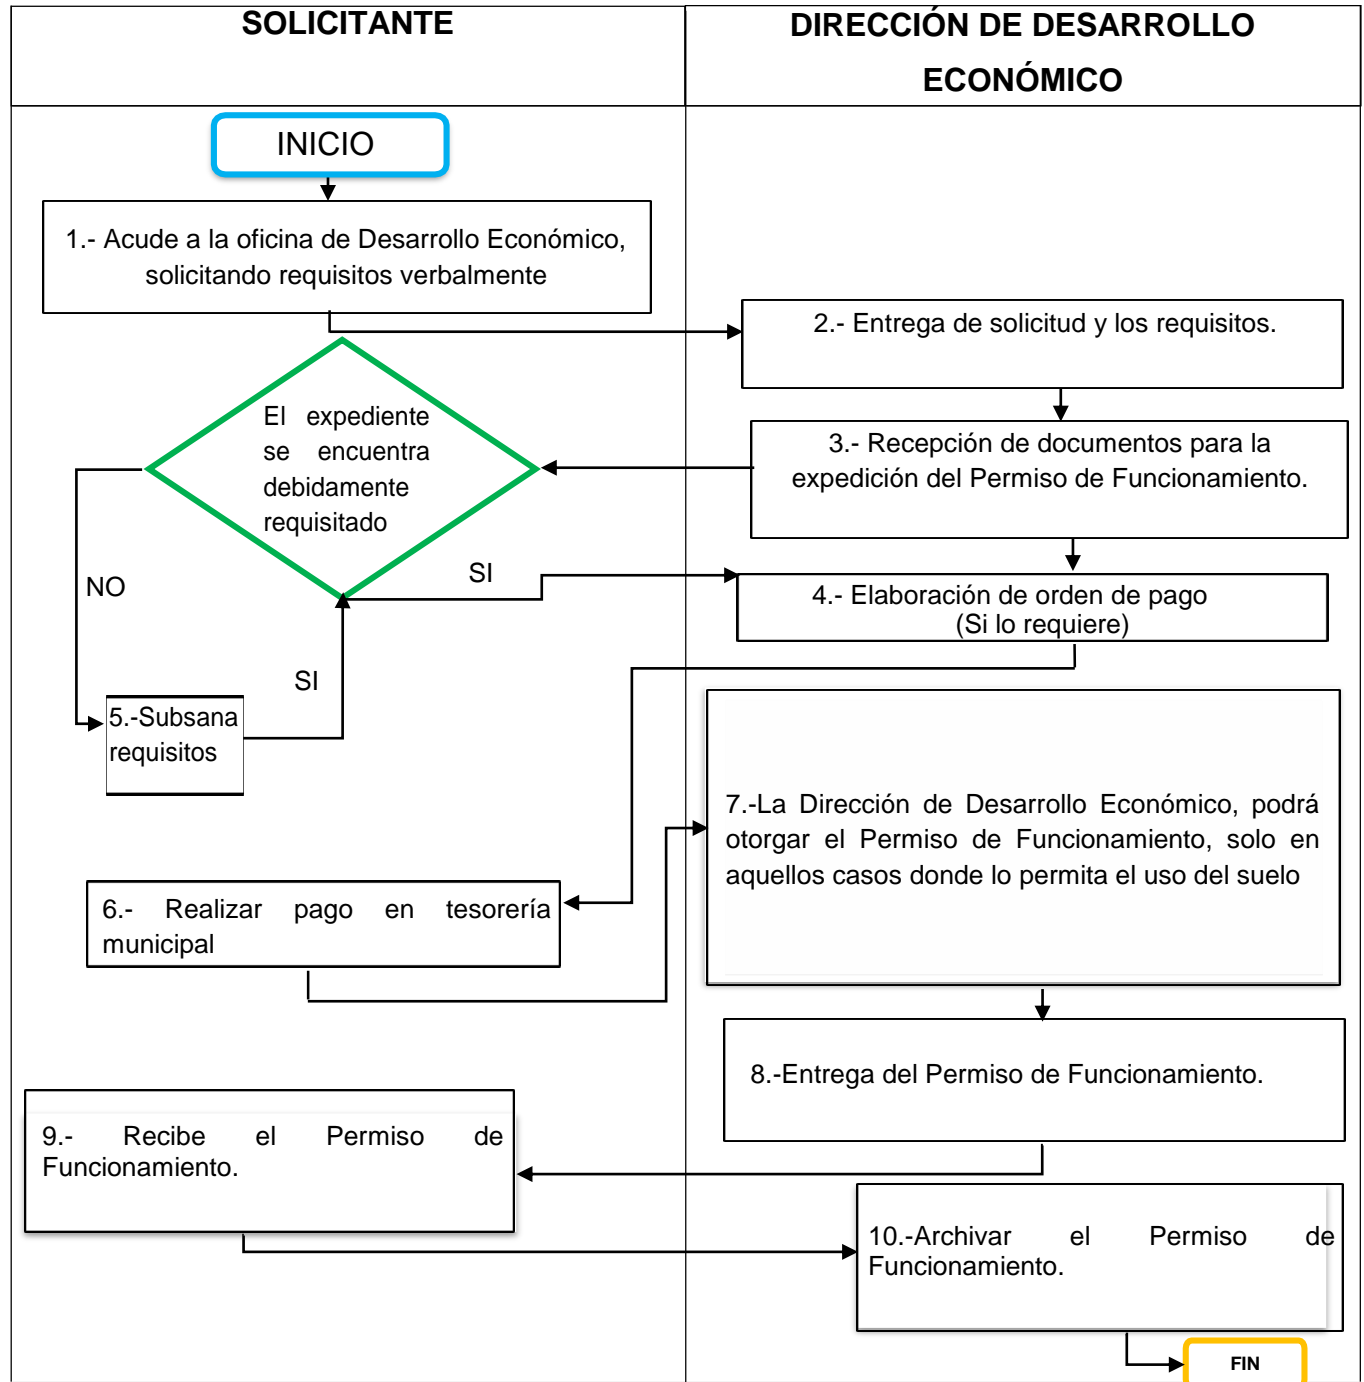 SOLICITANTE
DIRECCIÓN DE DESARROLLO
ECONÓMICO
INICIO
1.- Acude a la oficina de Desarrollo Económico,
solicitando requisitos verbalmente
2.- Entrega de solicitud y los requisitos.
El expediente
se encuentra
debidamente
requisitado
3.- Recepción de documentos para la
expedición del Permiso de Funcionamiento.
NO
SI
4.- Elaboración de orden de pago
(Si lo requiere)
SI
5.-Subsana
requisitos
6.- Realizar pago en tesorería
municipal
7.-La Dirección de Desarrollo Económico, podrá
otorgar el Permiso de Funcionamiento, solo en
aquellos casos donde lo permita el uso del suelo
8.-Entrega del Permiso de Funcionamiento.
9.- Recibe el Permiso de
Funcionamiento.
10.-Archivar el Permiso de
Funcionamiento.
FIN